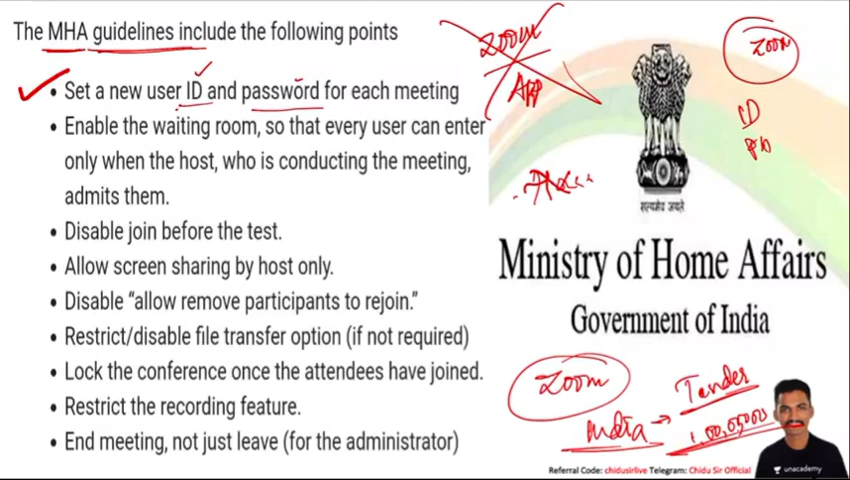 The MHA guidelines include the following points
• Set a new user ID and password for each meeting
• Enable the waiting room, so that every user can enter
only when the host, who is conducting the meeting,
admits them.
• Disable join before the test.
• Allow screen sharing by host only.
• Disable “allow remove participants to rejoin.”
• Restrict/disable file transfer option (if not required)
• Lock the conference once the attendees have joined.
• Restrict the recording feature.
• End meeting, not just leave (for the administrator)
Zoom
APP
Zoom
ID
सत्यमेव जयते
Ministry of Home Affairs
Government of India
Zoom
India → Tender
Referral Code: chidusirlive Telegram: Chidu Sir Official
unacademy